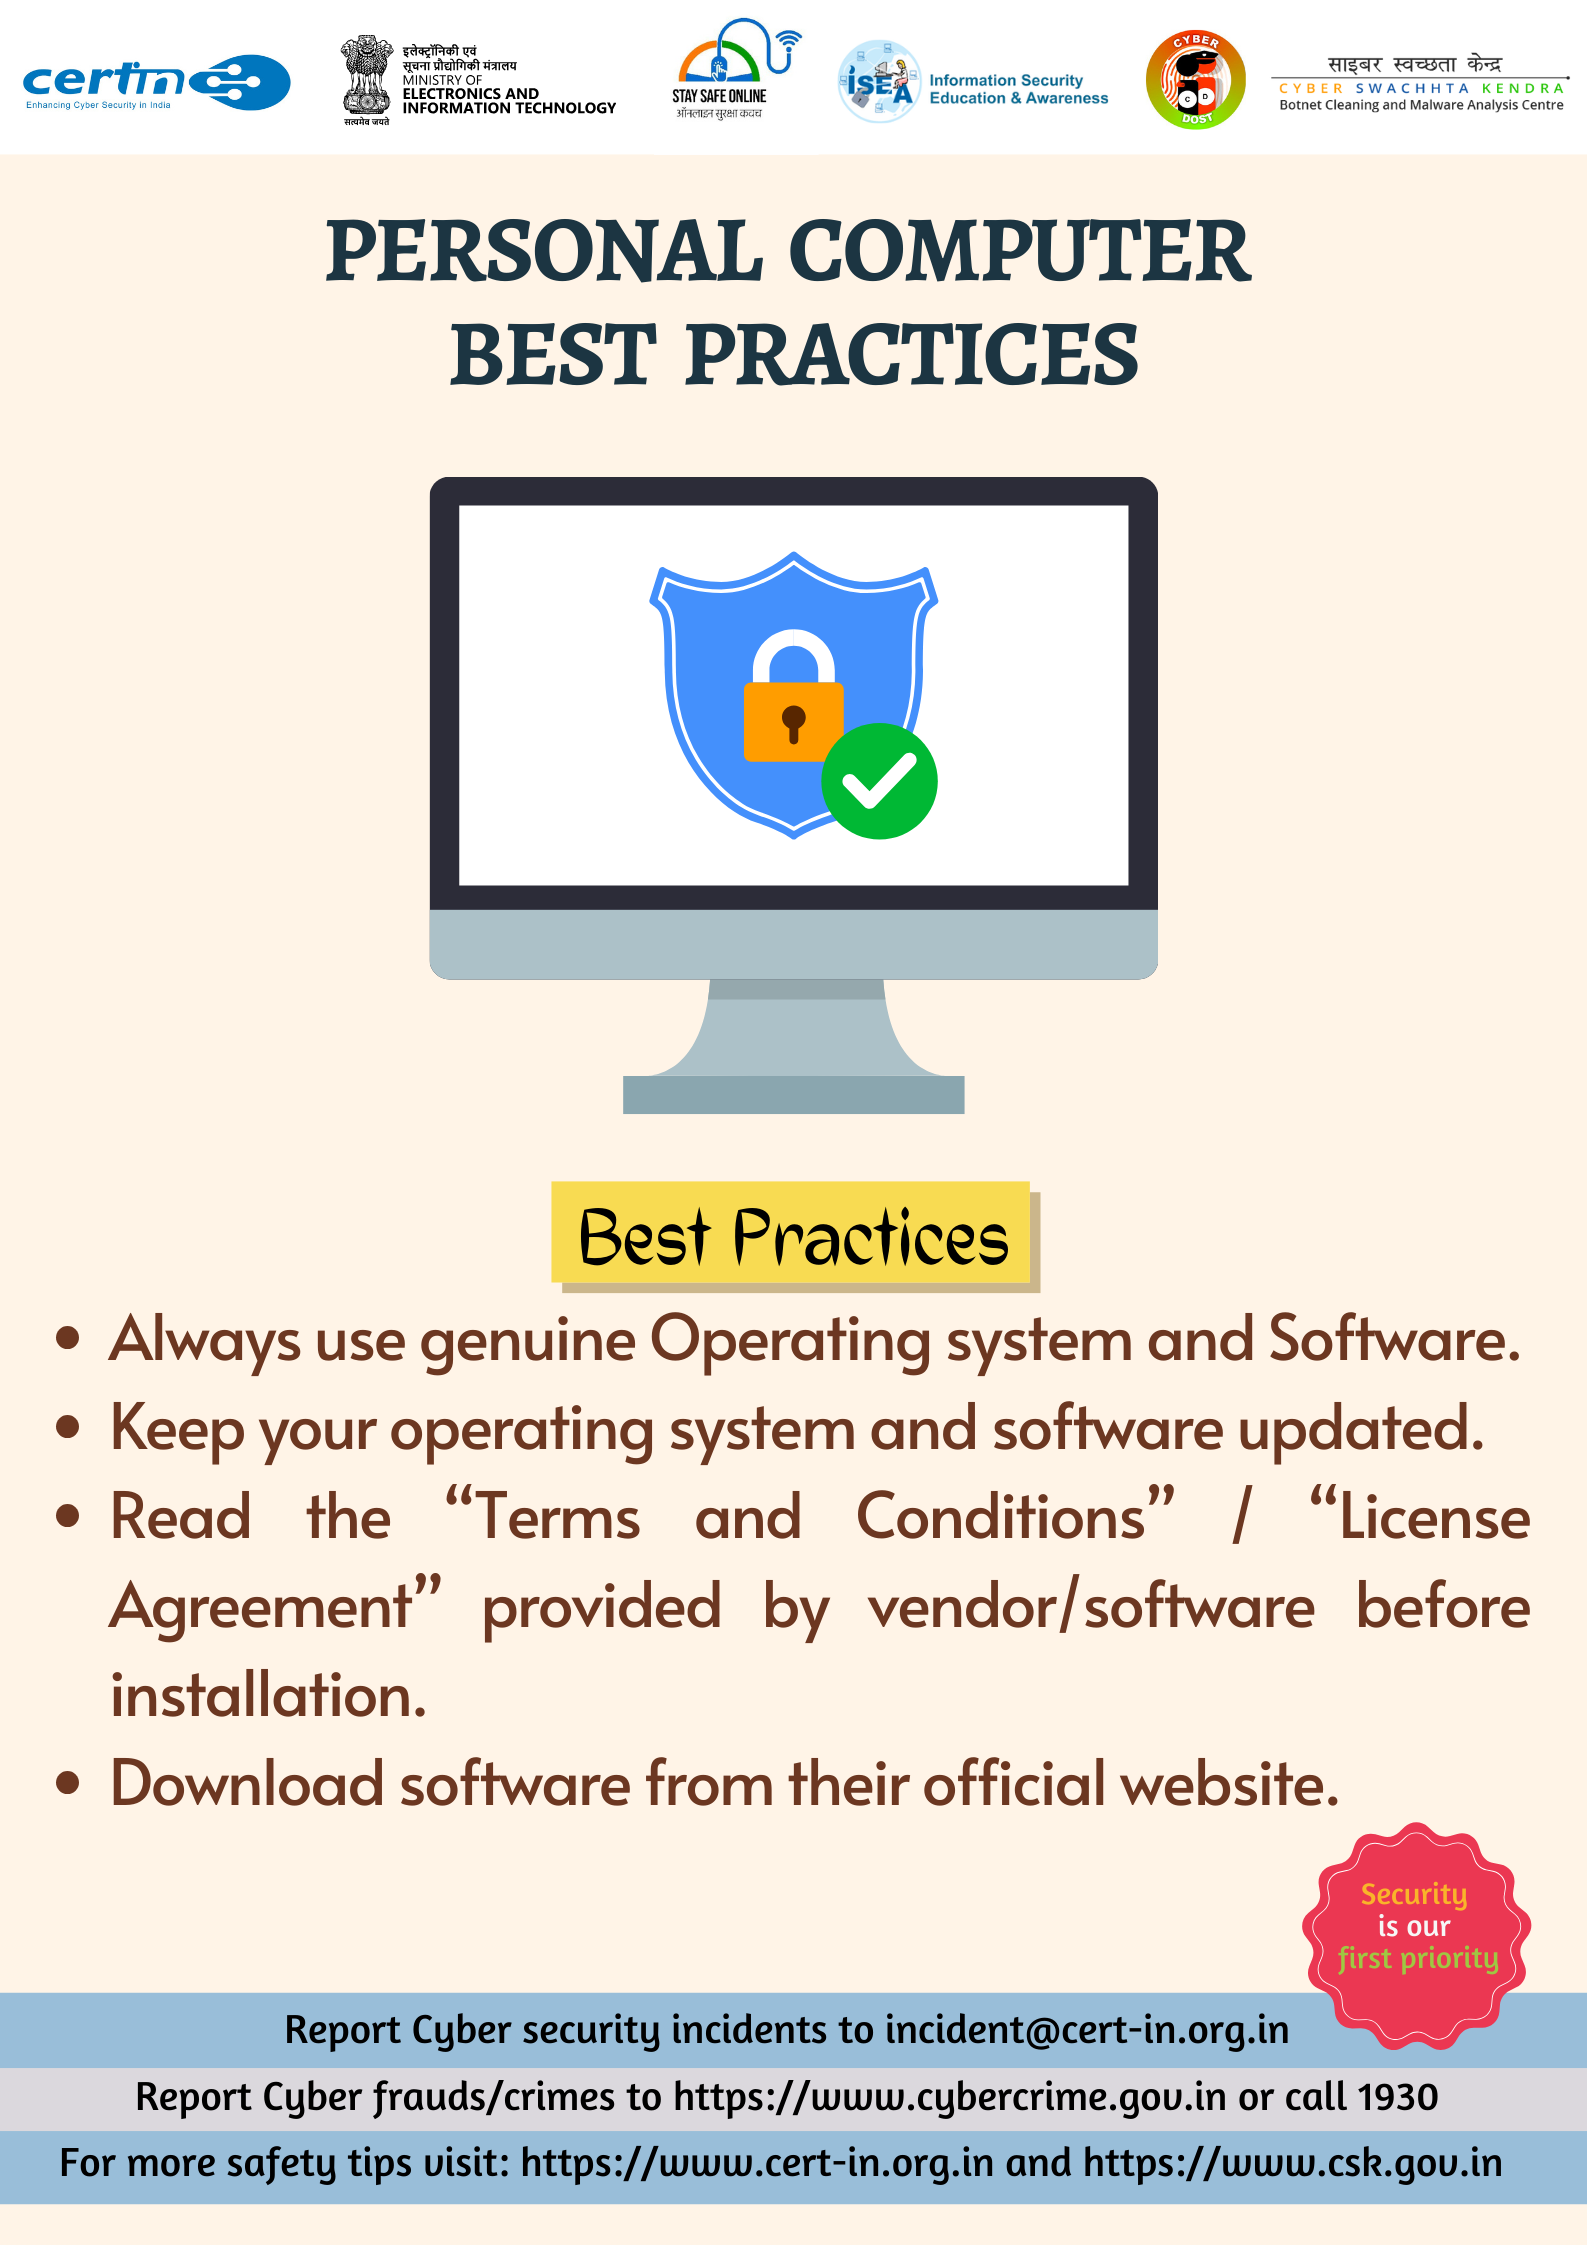 certin
Enhancing Cyber Security in India
इलेक्ट्रॉनिकी एवं
सूचना प्रौद्योगिकी मंत्रालय
MINISTRY OF
ELECTRONICS AND
INFORMATION TECHNOLOGY
सत्यमेव जयते
STAY SAFE ONLINE
ऑनलाइन सुरक्षा कवच
ISEA
Information Security
Education & Awareness
CYBER
C D
DOST
साइबर स्वच्छता केन्द्र
CYBER SWACHHTA KENDRA
Botnet Cleaning and Malware Analysis Centre
PERSONAL COMPUTER
BEST PRACTICES
Best Practices
• Always use genuine Operating system and Software.
• Keep your operating system and software updated.
• Read the “Terms and Conditions” / “License
Agreement” provided by vendor/software before
installation.
• Download software from their official website.
Security
is our
first priority
Report Cyber security incidents to incident@cert-in.org.in
Report Cyber frauds/crimes to https://www.cybercrime.gov.in or call 1930
For more safety tips visit: https://www.cert-in.org.in and https://www.csk.gov.in